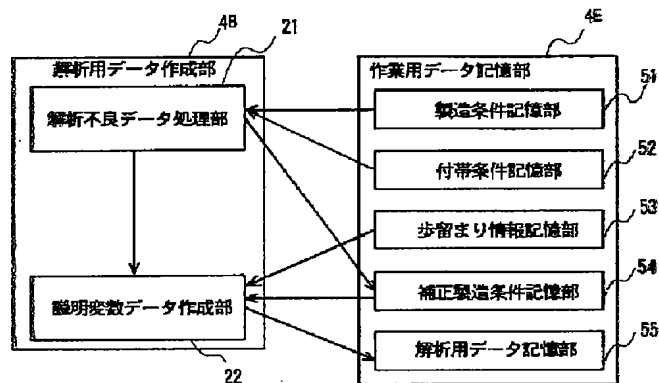 4B
21
4E
解析用データ作成部
作業用データ記憶部
解析不良データ処理部
製造条件記憶部
51
付帯条件記憶部
52
歩留まり情報記憶部
53
説明変数データ作成部
補正製造条件記憶部
54
解析用データ記憶部
55
22